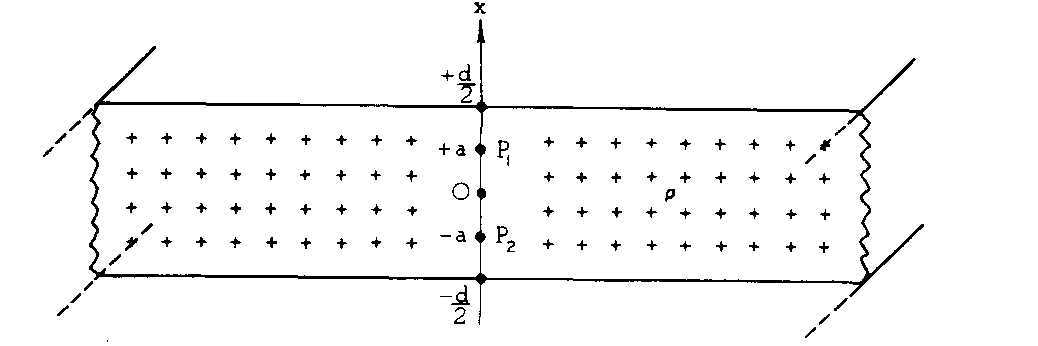 x
+d/2
+a P₁
O
ρ
-a P₂
-d/2